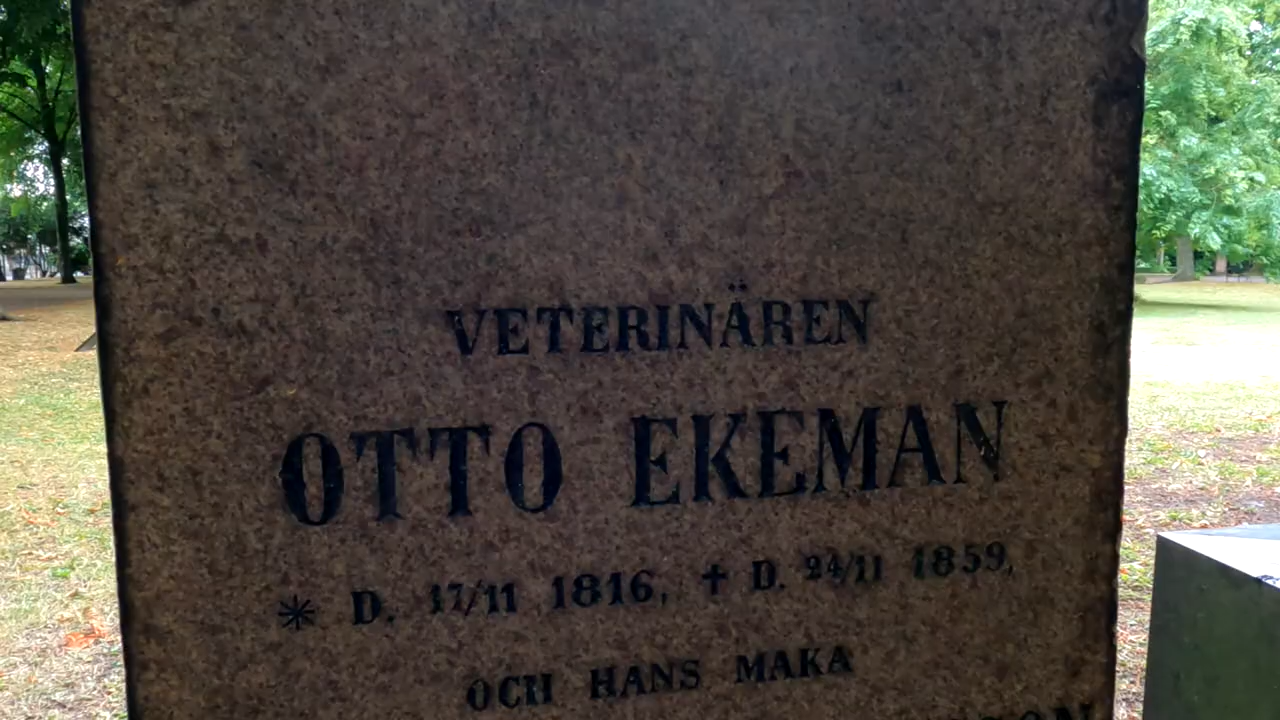 VETERINÄREN
OTTO EKEMAN
* D. 17/11 1816, † D. 24/11 1859,
OCH HANS MAKA